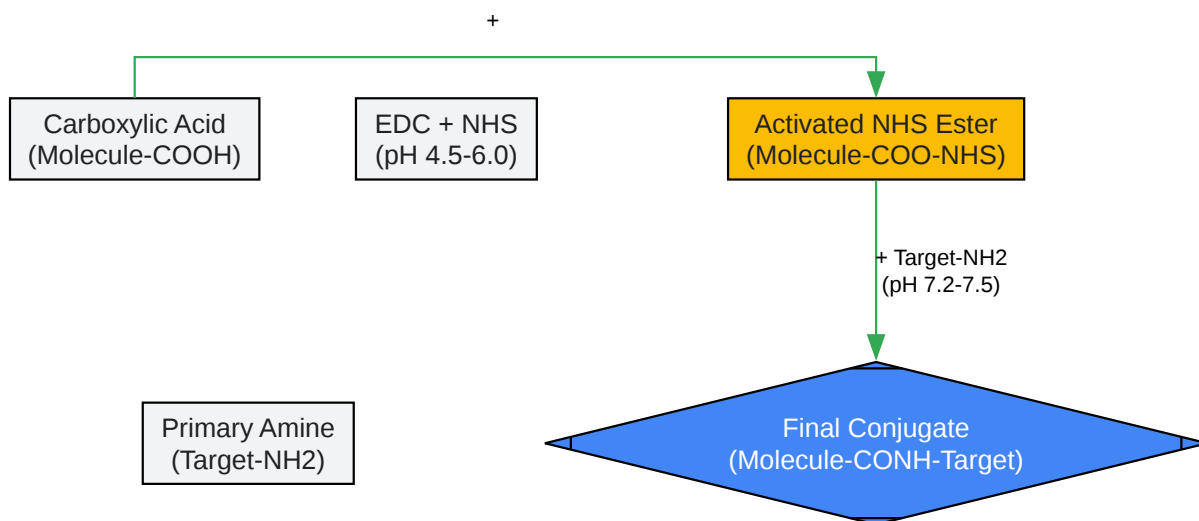 +
Carboxylic Acid
(Molecule-COOH)
EDC + NHS
(pH 4.5-6.0)
Activated NHS Ester
(Molecule-COO-NHS)
+ Target-NH2
(pH 7.2-7.5)
Primary Amine
(Target-NH2)
Final Conjugate
(Molecule-CONH-Target)